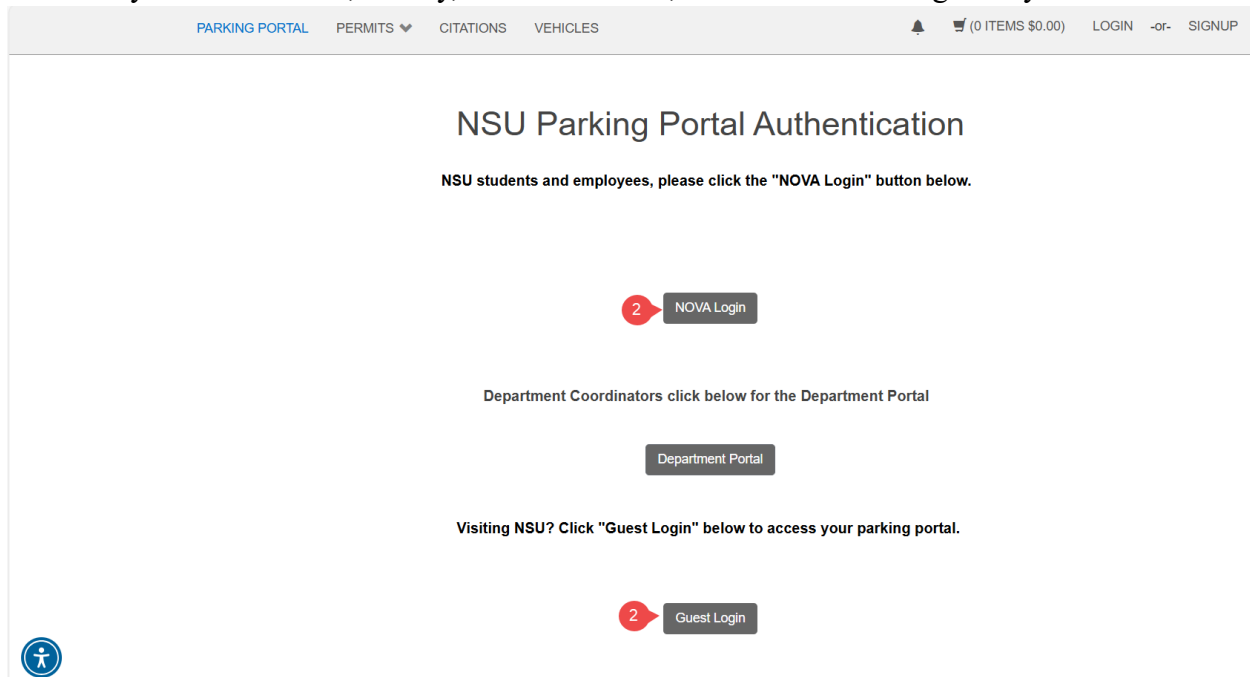 PARKING PORTAL PERMITS CITATIONS VEHICLES (0 ITEMS $0.00) LOGIN -or- SIGNUP
NSU Parking Portal Authentication
NSU students and employees, please click the "NOVA Login" button below.
2 NOVA Login
Department Coordinators click below for the Department Portal
Department Portal
Visiting NSU? Click "Guest Login" below to access your parking portal.
2 Guest Login